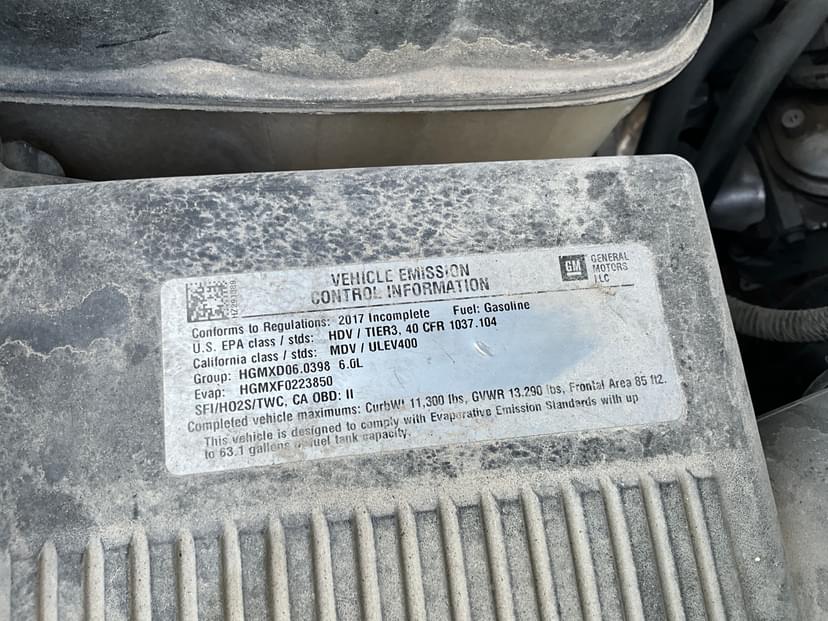 VEHICLE EMISSION
CONTROL INFORMATION
GM
GENERAL
MOTORS
LLC
Conforms to Regulations: 2017 Incomplete Fuel: Gasoline
U.S. EPA class / stds: HDV / TIER3, 40 CFR 1037.104
California class / stds: MDV / ULEV400
Group: HGMXD06.0398 6.0L
Evap: HGMXF0223850
SFI/HO2S/TWC, CA OBD: II
Completed vehicle maximums: CurbWt 11,300 lbs, GVWR 13,290 lbs, Frontal Area 85 ft2.
This vehicle is designed to comply with Evaporative Emission Standards with up
to 63.1 gallons of fuel tank capacity.